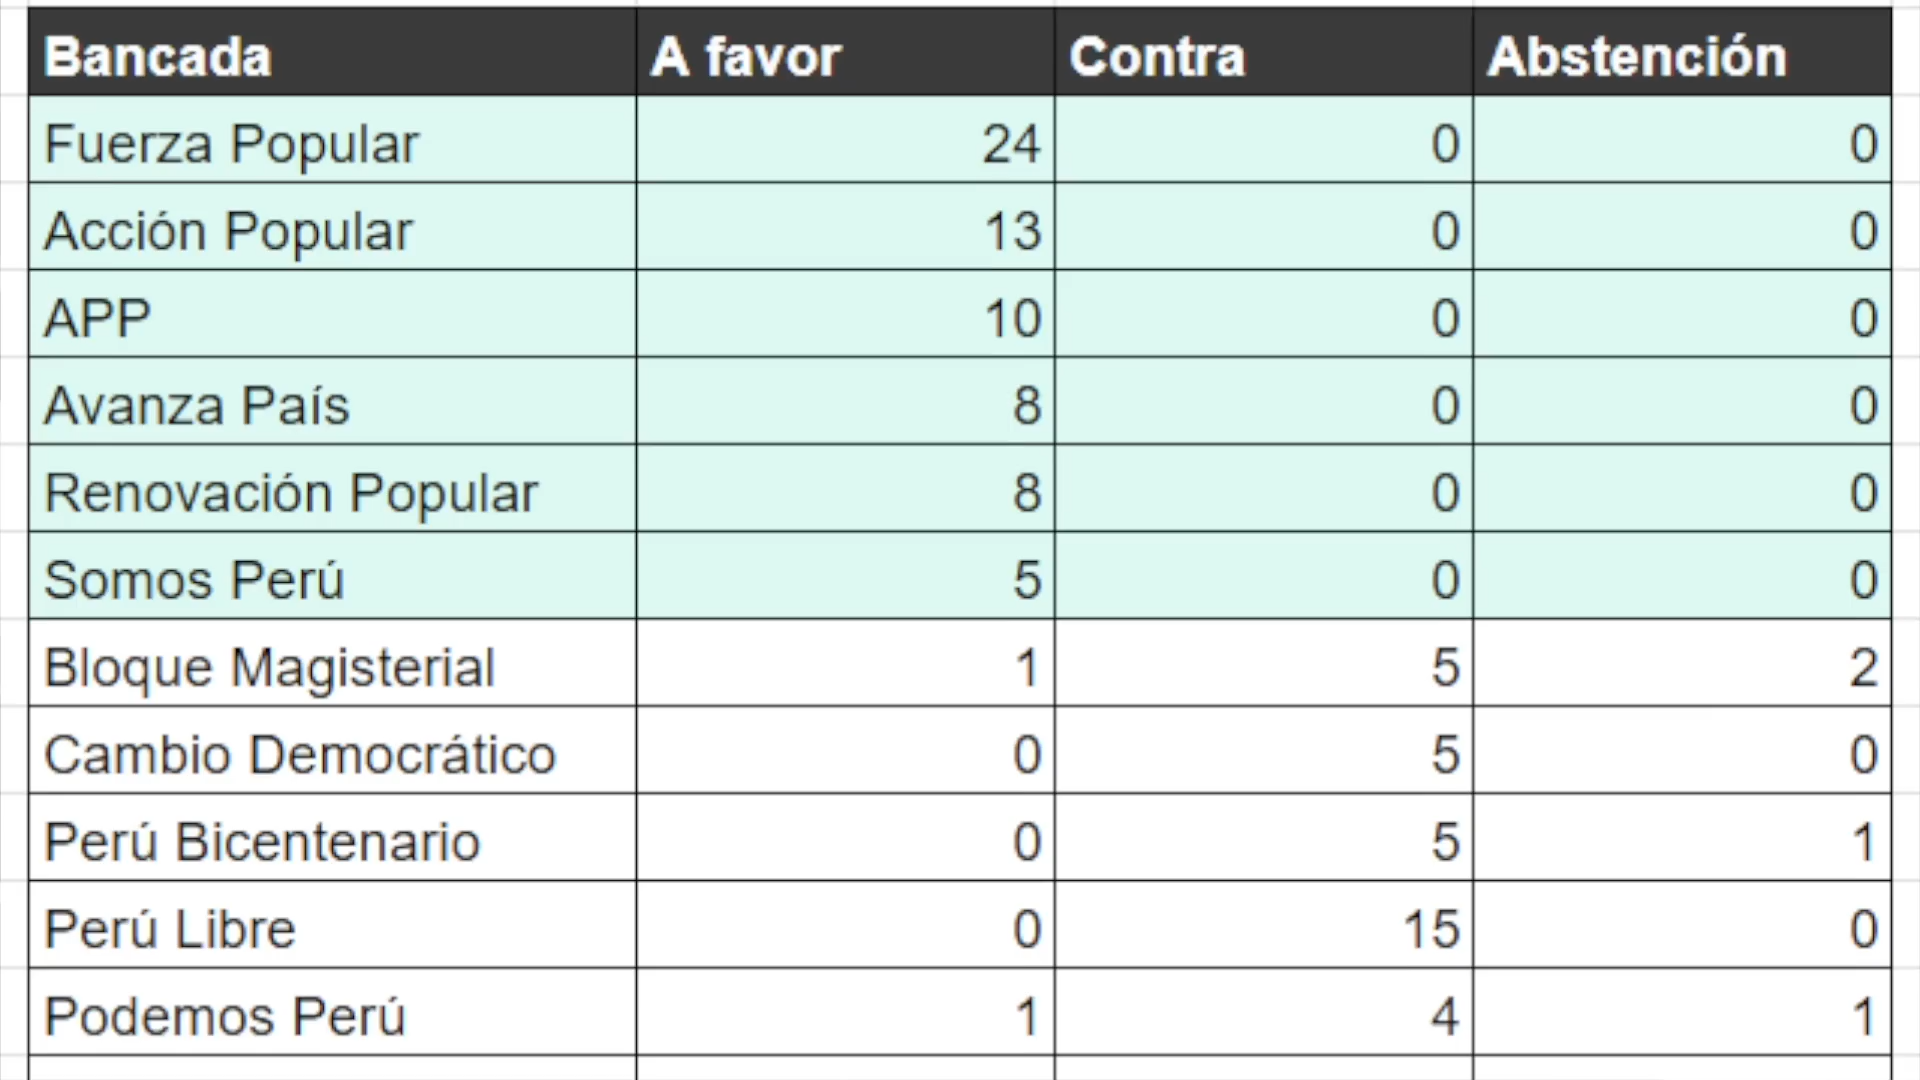 Bancada A favor Contra Abstención
Fuerza Popular 24 0 0
Acción Popular 13 0 0
APP 10 0 0
Avanza País 8 0 0
Renovación Popular 8 0 0
Somos Perú 5 0 0
Bloque Magisterial 1 5 2
Cambio Democrático 0 5 0
Perú Bicentenario 0 5 1
Perú Libre 0 15 0
Podemos Perú 1 4 1